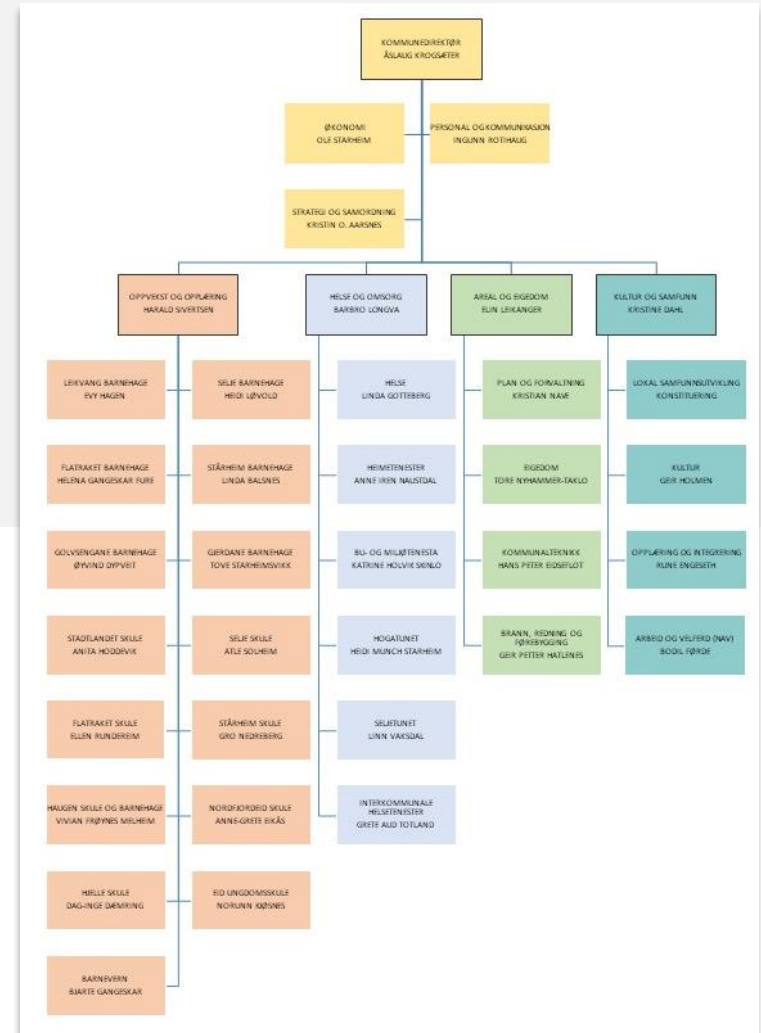 KOMMUNEDIREKTØR
ÅSLAUG KROGSÆTER
ØKONOMI
OLE STARHEIM
PERSONAL OG KOMMUNIKASJON
INGUNN ROTIHAUG
STRATEGI OG SAMORDNING
KRISTIN O. AARSNES
OPPVEKST OG OPPLÆRING
HARALD SIVERTSEN
HELSE OG OMSORG
BARBRO LONGVA
AREAL OG EIGEDOM
ELIN LEIKANGER
KULTUR OG SAMFUNN
KRISTINE DAHL
LEIKVANG BARNEHAGE
EVY HAGEN
SELJE BARNEHAGE
HEIDI LØVOLD
HELSE
LINDA GOTTEBERG
PLAN OG FORVALTNING
KRISTIAN NAVE
LOKAL SAMFUNNSUTVIKLING
KONSTITUERING
FLATRAKET BARNEHAGE
HELENA GANGESKAR FURE
STÅRHEIM BARNEHAGE
LINDA BALSNES
HEIMETENESTER
ANNE IREN NAUSTDAL
EIGEDOM
TORE NYHAMMER-TAKLO
KULTUR
GEIR HOLMEN
GOLVSENGANE BARNEHAGE
ØYVIND DYPVEIT
GJERDANE BARNEHAGE
TOVE STARHEIMSVIKK
BU- OG MILJØTENESTA
KATRINE HOLVIK SKINLO
KOMMUNALTEKNIKK
HANS PETER EIDSEFLOT
OPPLÆRING OG INTEGRERING
RUNE ENGESETH
STADTLANDET SKULE
ANITA HODDEVIK
SELJE SKULE
ATLE SOLHEIM
HOGATUNET
HEIDI MUNCH STARHEIM
BRANN, REDNING OG
FØREBYGGING
GEIR PETTER HATLENES
ARBEID OG VELFERD (NAV)
BODIL FØRDE
FLATRAKET SKULE
ELLEN RUNDEREIM
STÅRHEIM SKULE
GRO NEDREBERG
SELJETUNET
LINN VAKSDAL
HAUGEN SKULE OG BARNEHAGE
VIVIAN FRØYNES MELHEIM
NORDFJORDEID SKULE
ANNE-GRETE EIKÅS
INTERKOMMUNALE
HELSETENESTER
GRETE AUD TOTLAND
HJELLE SKULE
DAG-INGE DÆMRING
EID UNGDOMSSKULE
NORUNN KJØSNES
BARNEVERN
BJARTE GANGESKAR